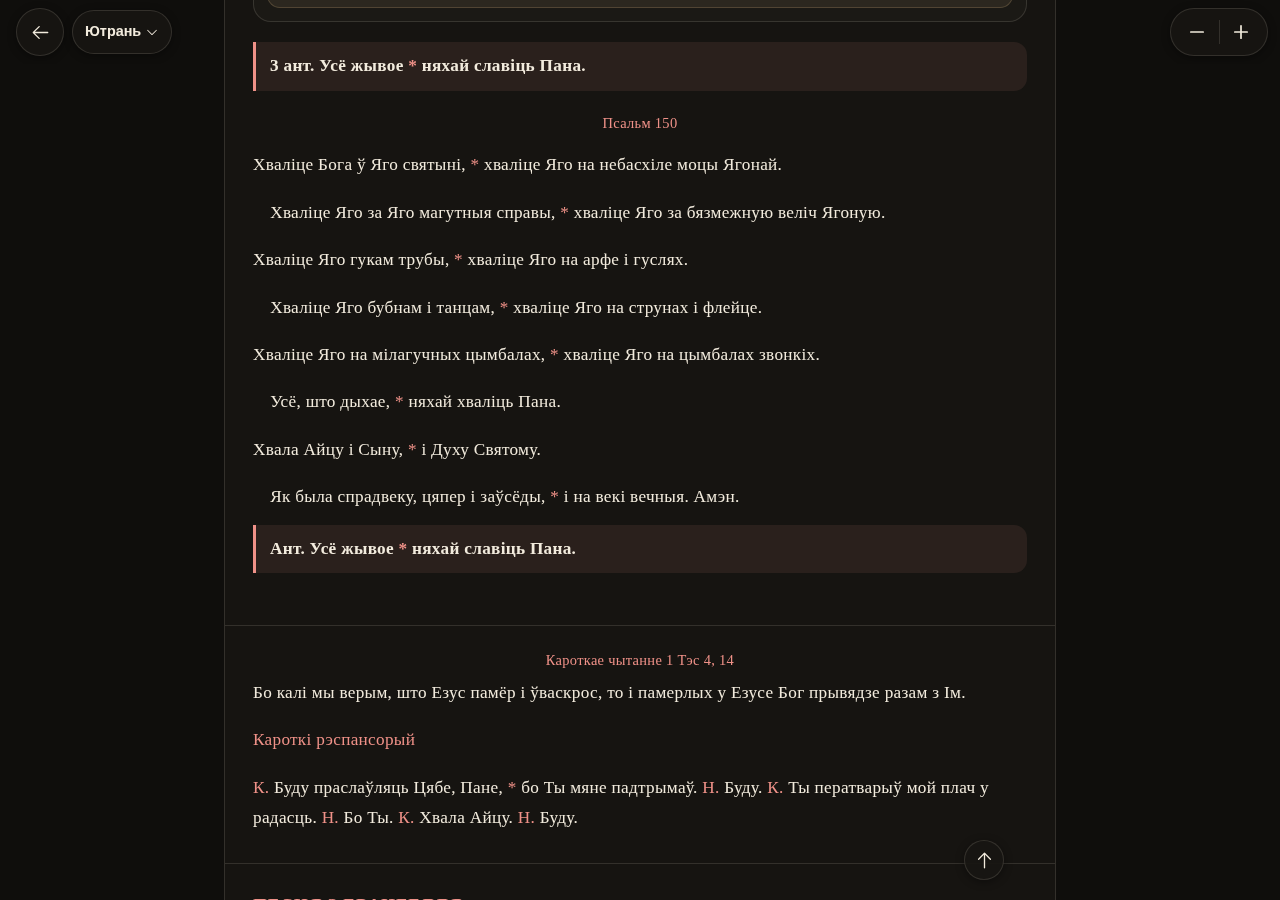 Ютрань
3 ант. Усё жывое * няхай славіць Пана.
Псальм 150
Хваліце Бога ў Яго святыні, * хваліце Яго на небасхіле моцы Ягонай.
Хваліце Яго за Яго магутныя справы, * хваліце Яго за бязмежную веліч Ягоную.
Хваліце Яго гукам трубы, * хваліце Яго на арфе і гуслях.
Хваліце Яго бубнам і танцам, * хваліце Яго на струнах і флейце.
Хваліце Яго на мілагучных цымбалах, * хваліце Яго на цымбалах звонкіх.
Усё, што дыхае, * няхай хваліць Пана.
Хвала Айцу і Сыну, * і Духу Святому.
Як была спрадвеку, цяпер і заўсёды, * і на векі вечныя. Амэн.
Ант. Усё жывое * няхай славіць Пана.
Кароткае чытанне 1 Тэс 4, 14
Бо калі мы верым, што Езус памёр і ўваскрос, то і памерлых у Езусе Бог прывядзе разам з Ім.
Кароткі рэспансорый
К. Буду праслаўляць Цябе, Пане, * бо Ты мяне падтрымаў. Н. Буду. К. Ты ператварыў мой плач у
радасць. Н. Бо Ты. К. Хвала Айцу. Н. Буду.